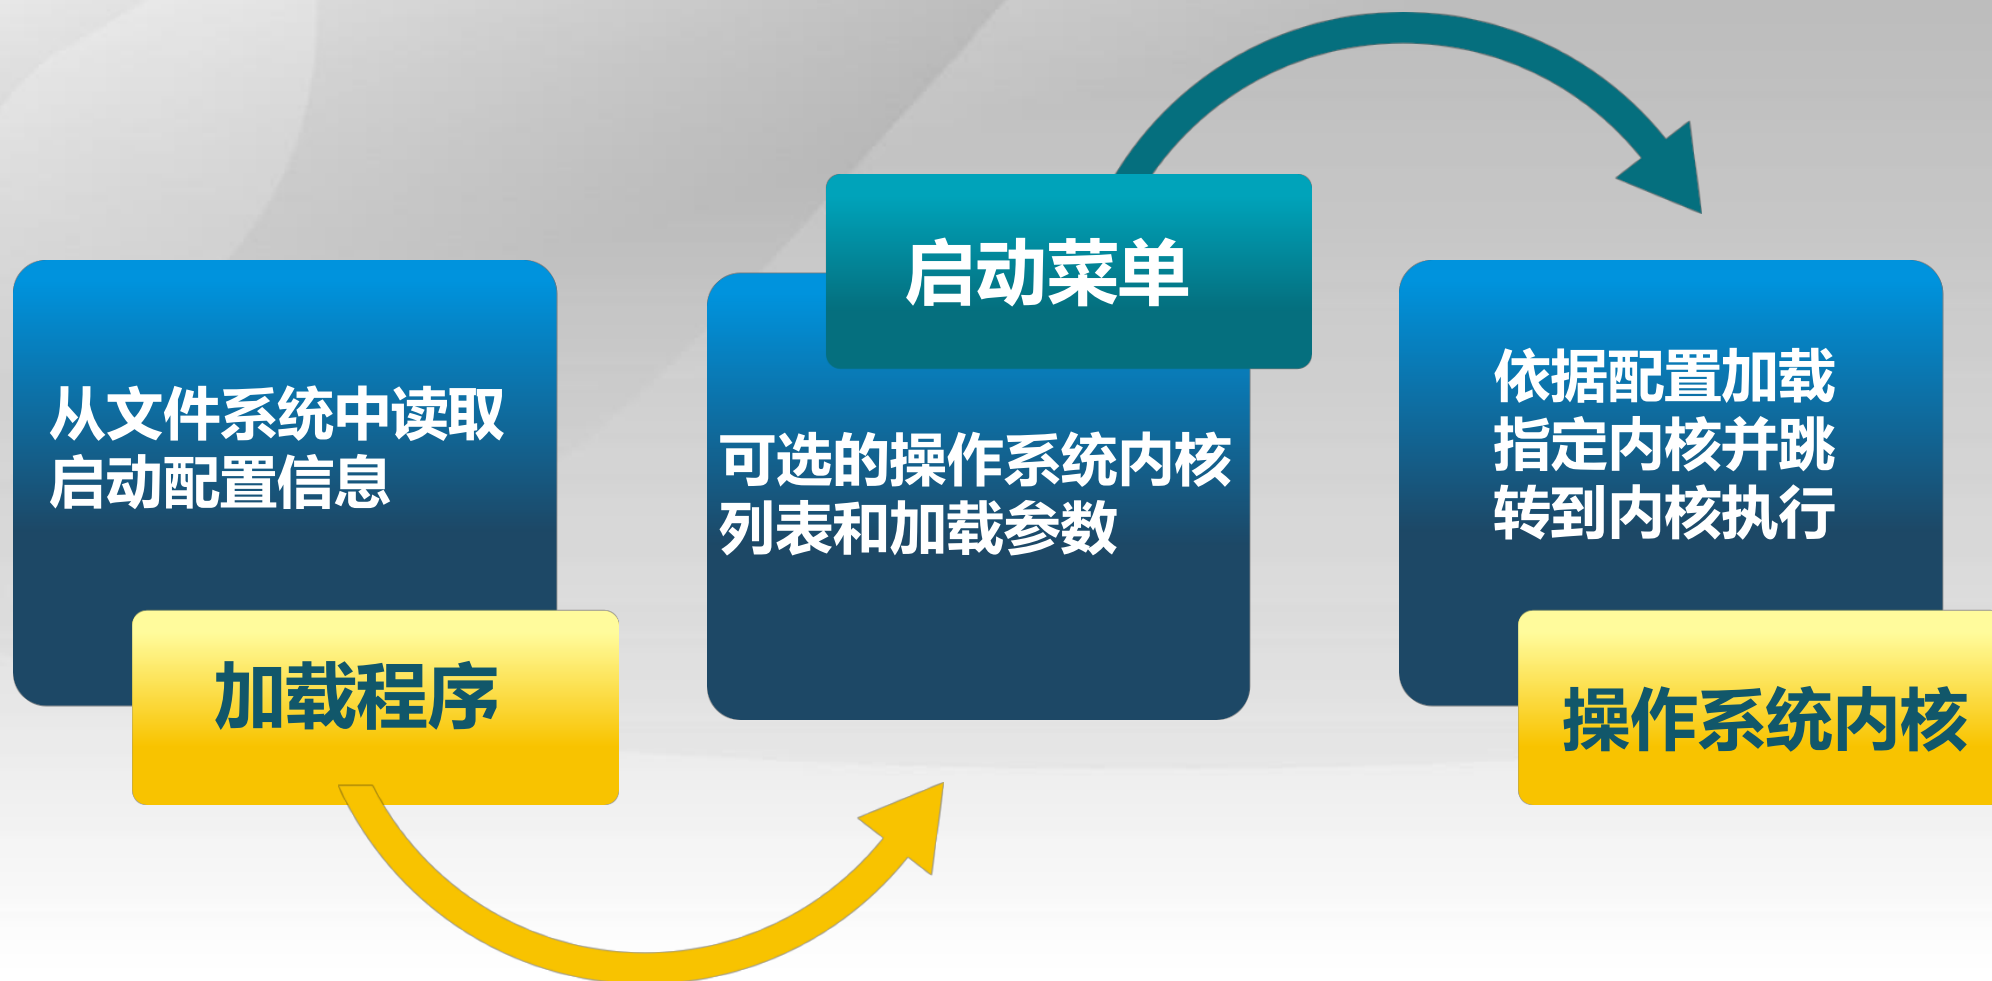 从文件系统中读取
启动配置信息
加载程序
启动菜单
可选的操作系统内核
列表和加载参数
依据配置加载
指定内核并跳
转到内核执行
操作系统内核